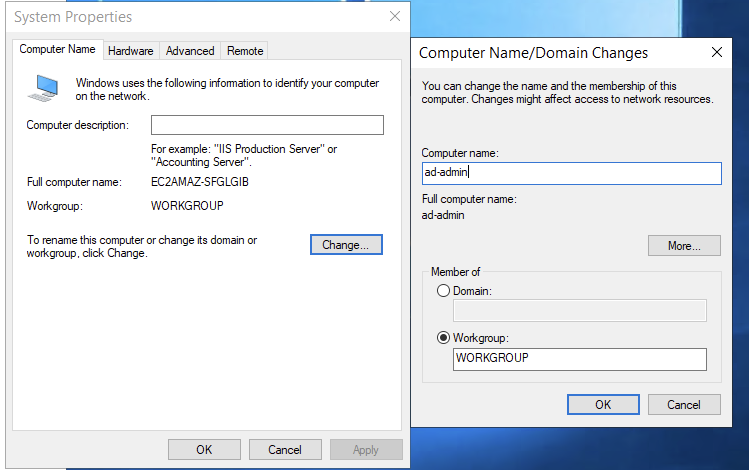 System Properties
Computer Name
Hardware
Advanced
Remote
Windows uses the following information to identify your computer
on the network.
Computer description:
For example: "IIS Production Server" or
"Accounting Server".
Full computer name:
EC2AMAZ-SFGLGIB
Workgroup:
WORKGROUP
To rename this computer or change its domain or
workgroup, click Change.
Change...
OK
Cancel
Apply
Computer Name/Domain Changes
You can change the name and the membership of this
computer. Changes might affect access to network resources.
Computer name:
ad-admin
Full computer name:
ad-admin
More...
Member of
Domain:
Workgroup:
WORKGROUP
OK
Cancel